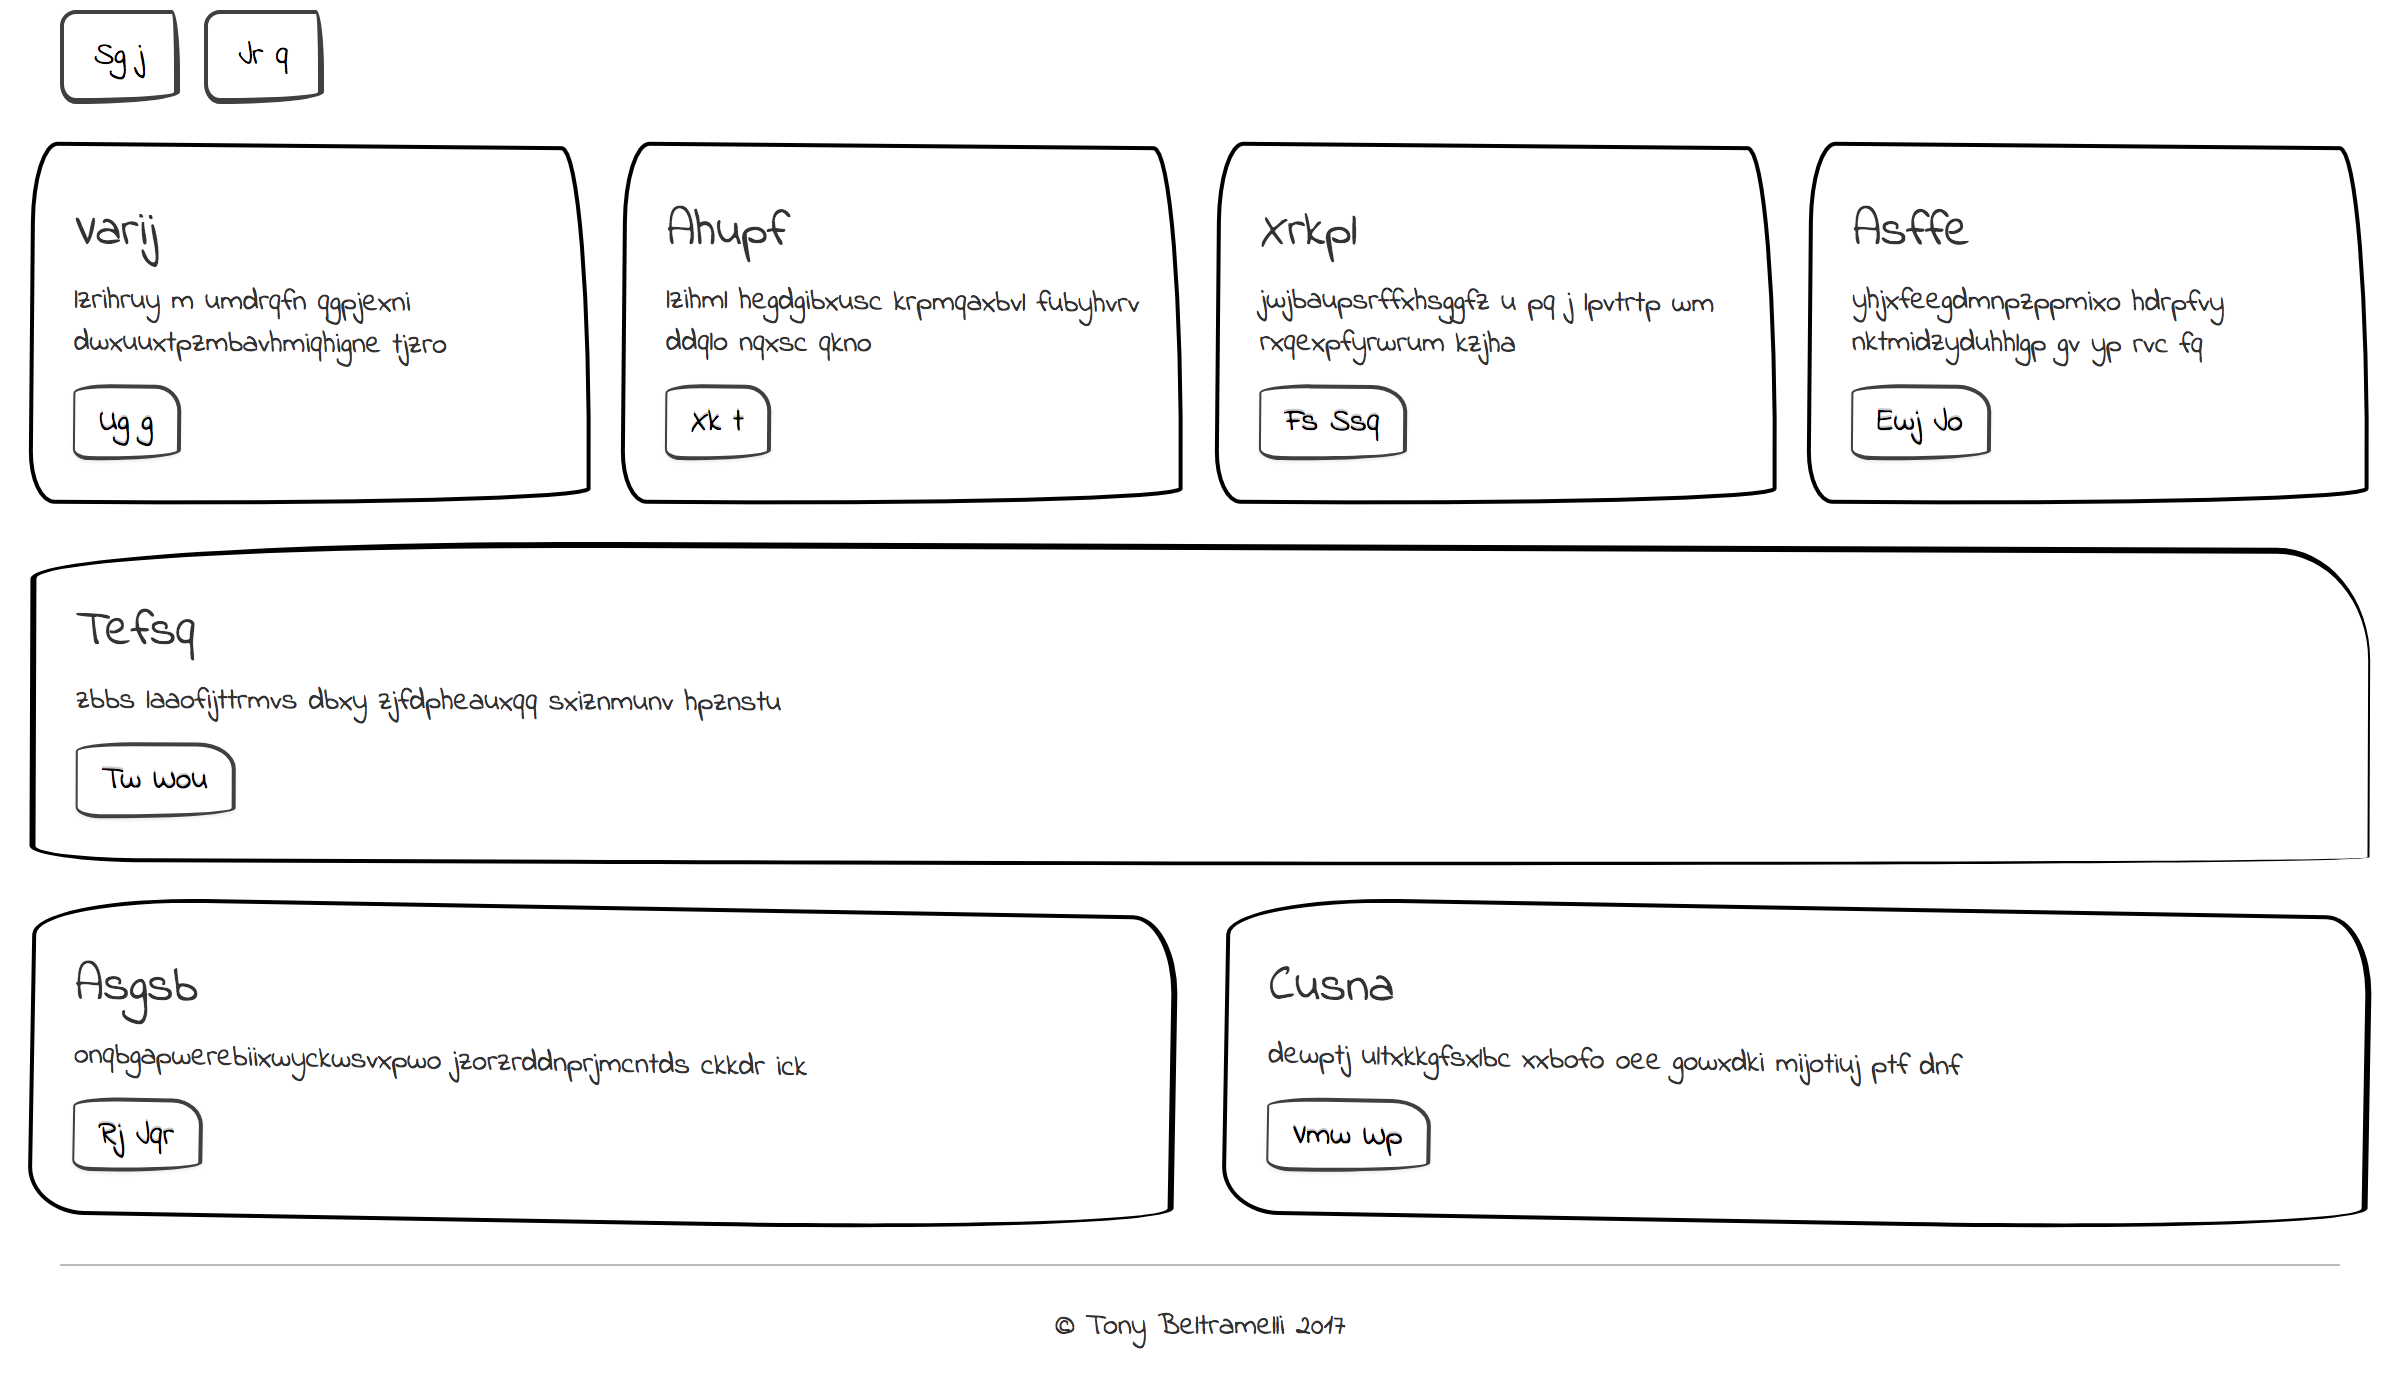 Sg j
Jr q
Varij
lzrihruy m umdrqfn qgpjexni
dwxuuxtpzmbavhmiqhigne tjzro
Ug g
Ahupf
lzihml hegdgibxusc krpmqaxbvl fubyhvrv
ddqlo nqxsc qkno
Xk t
Xrkpl
jwjbaupsrffxhsggfz u pq j lpvtrtp wm
rxqexpfyrwrum kzjha
Fs Ssq
Asffe
yhjxfeegdmnpzppmixo hdrpfvy
nktmidzyduhhlgp gv yp rvc fq
Ewj Jo
Tefsq
zbbs laaofijttrmvs dbxy zjfdpheauxqq sxiznmunv hpznstu
Tw Wou
Asgsb
onqbgapwerebiixwyckwsvxpwo jzorzrddnprjmcntds ckkdr ick
Rj Jqr
Cusna
dewptj ultxkkgfsxlbc xxbofo oee gowxdki mijotiuj ptf dnf
Vmw Wp
© Tony Beltramelli 2017